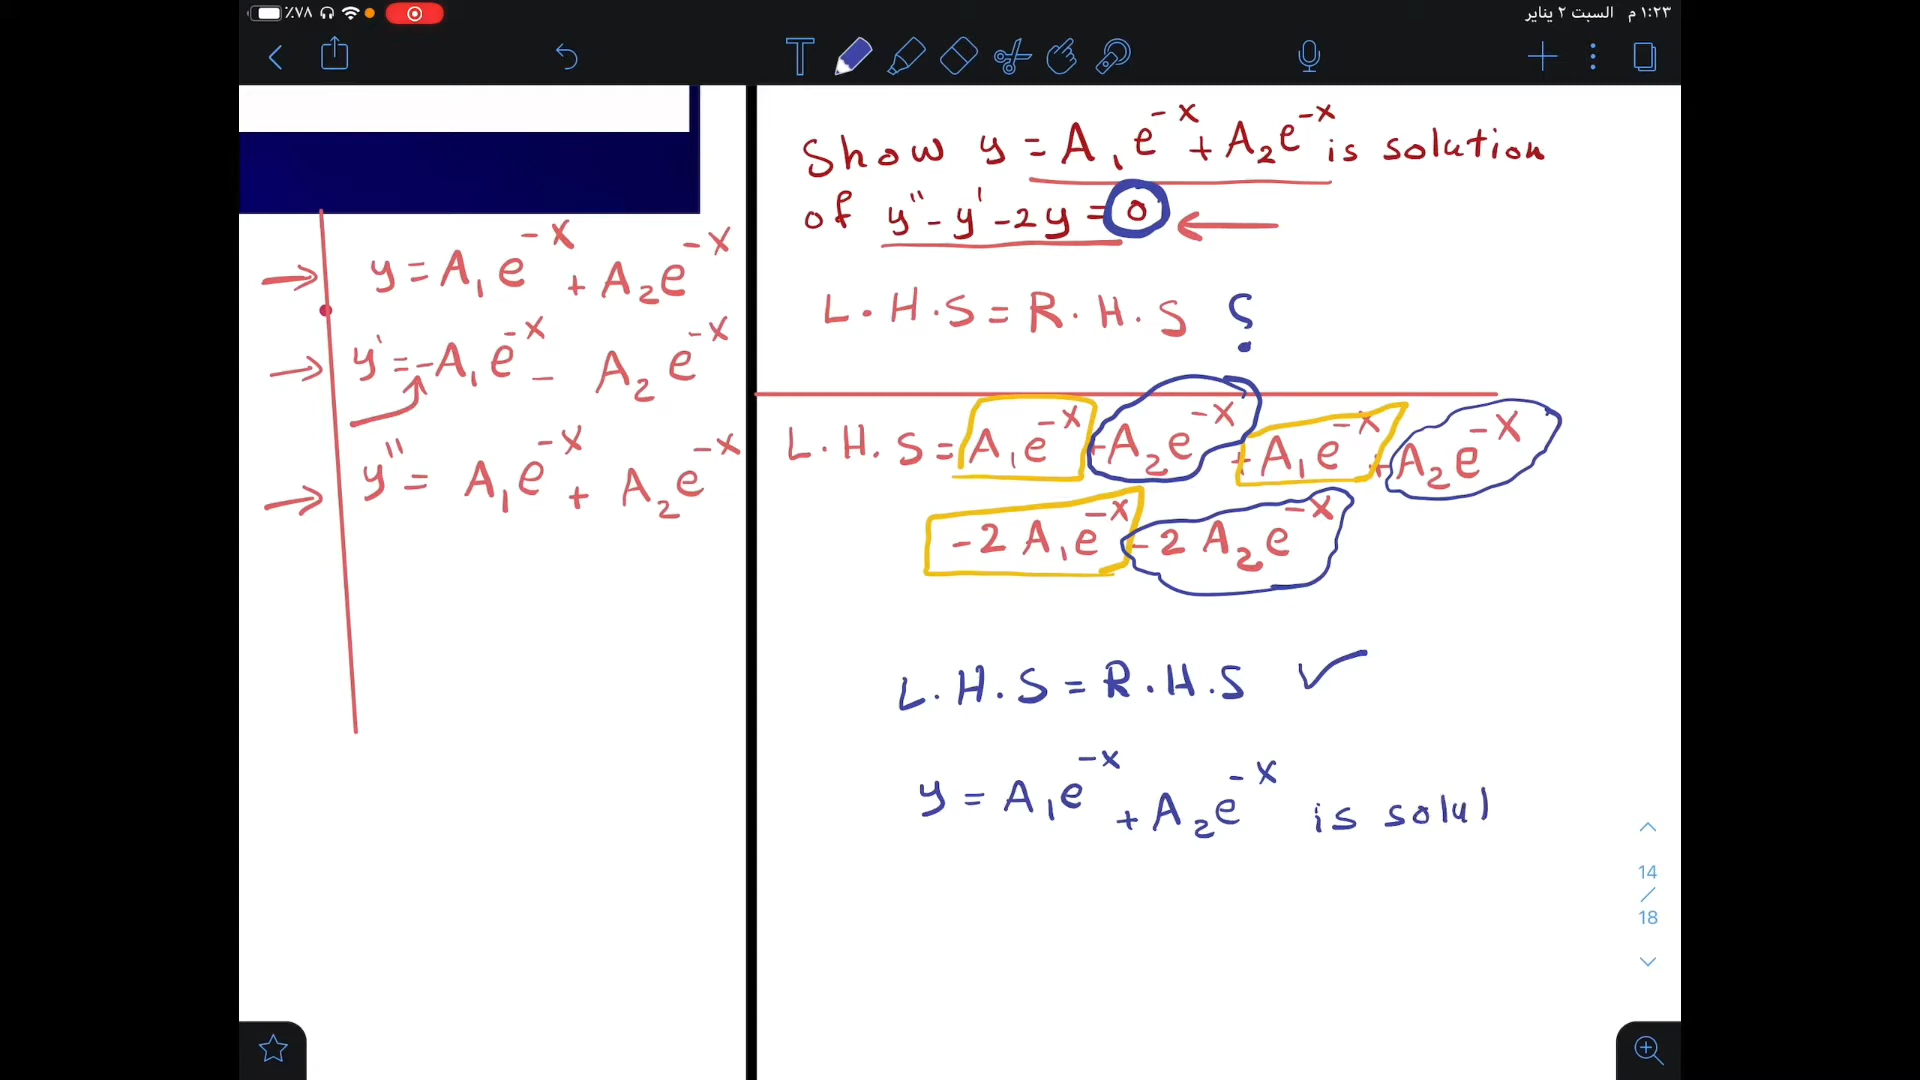 ٪٧٨
١:٢٣ م السبت ٢ يناير
Show y = A₁e^-x + A₂e^-x is solution
of y'' - y' - 2y = 0
L.H.S = R.H.S ?
y = A₁e^-x + A₂e^-x
y' = -A₁e^-x - A₂e^-x
y'' = A₁e^-x + A₂e^-x
L.H.S = A₁e^-x + A₂e^-x + A₁e^-x + A₂e^-x
-2A₁e^-x - 2A₂e^-x
L.H.S = R.H.S ✓
y = A₁e^-x + A₂e^-x is solul
14
/
18